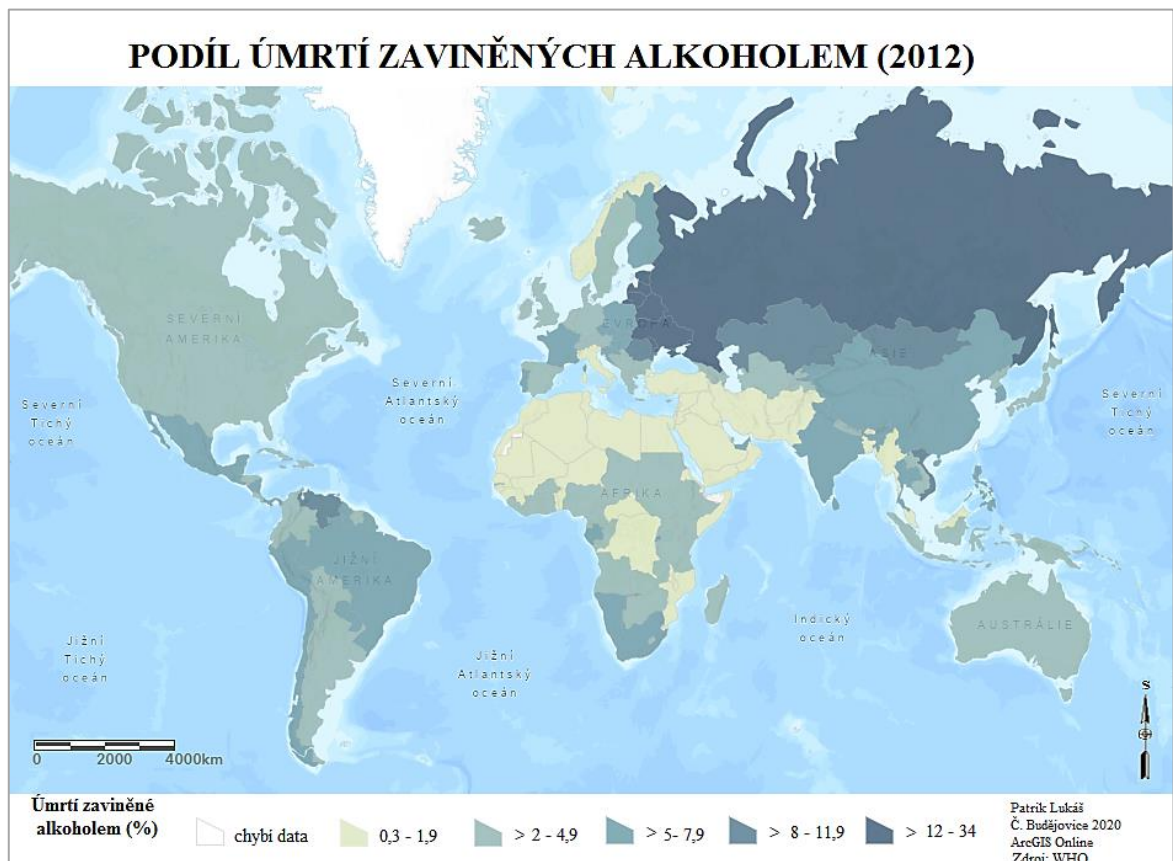 PODÍL ÚMRTÍ ZAVINĚNÝCH ALKOHOLEM (2012)
SEVERNÍ
AMERIKA
EVROPA
ASIE
Severní
Tichý
oceán
Severní
Atlantský
oceán
Severní
Tichý
oceán
AFRIKA
JIŽNÍ
AMERIKA
Indický
oceán
AUSTRÁLIE
Jižní
Tichý
oceán
Jižní
Atlantský
oceán
S
0 2000 4000km
Úmrtí zaviněné
alkoholem (%)
chybí data
0,3 - 1,9
> 2 - 4,9
> 5- 7,9
> 8 - 11,9
> 12 - 34
Patrik Lukáš
Č. Budějovice 2020
ArcGIS Online
Zdroj: WHO